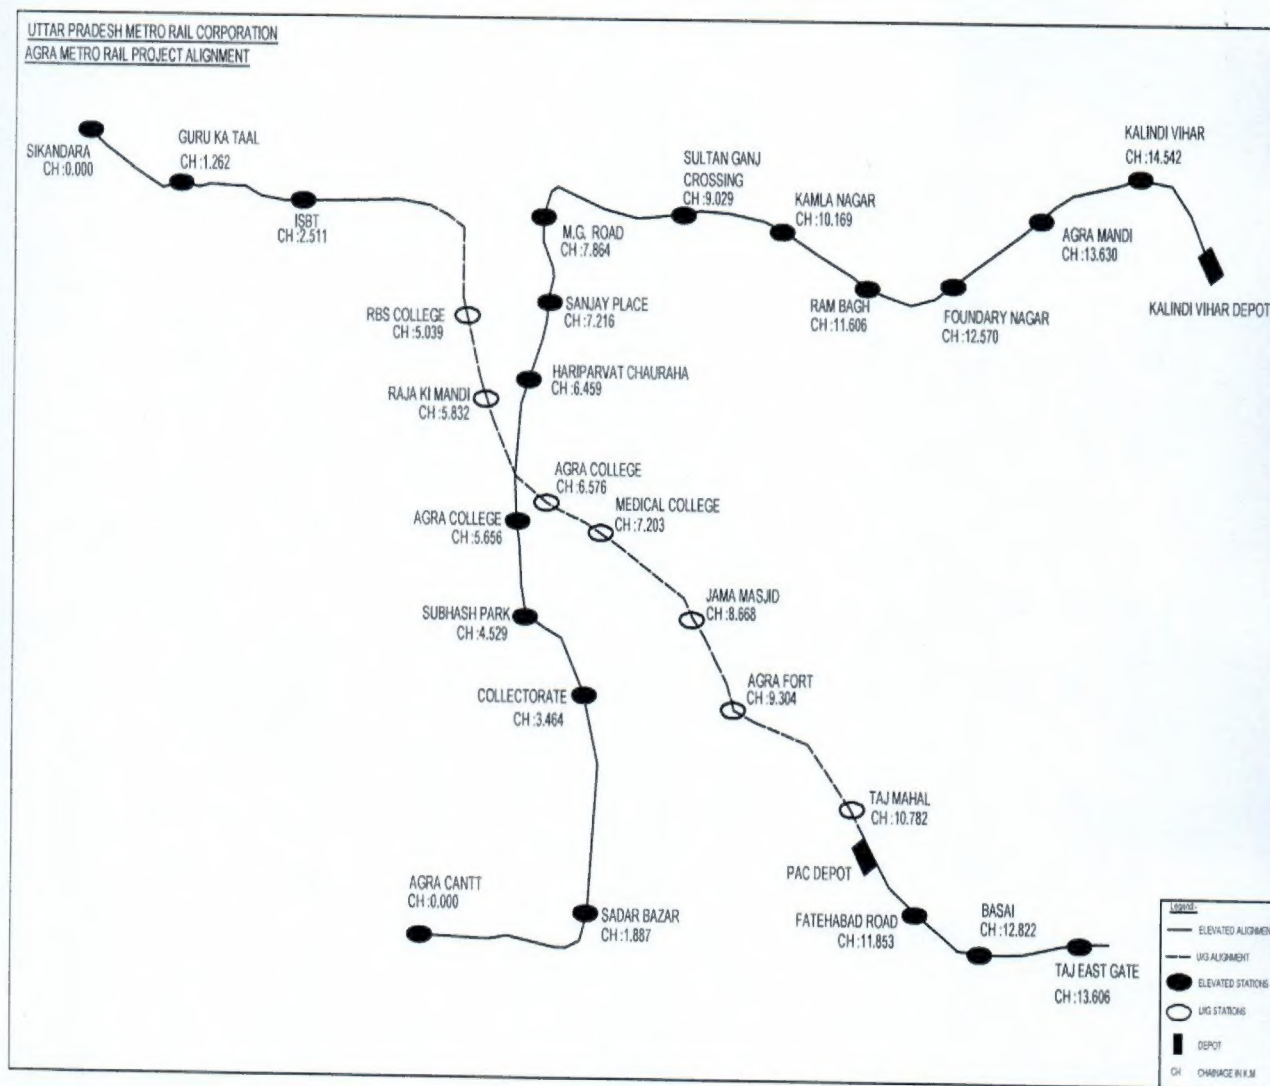 UTTAR PRADESH METRO RAIL CORPORATION
AGRA METRO RAIL PROJECT ALIGNMENT
SIKANDARA
CH :0.000
GURU KA TAAL
CH :1.262
ISBT
CH :2.511
RBS COLLEGE
CH :5.039
RAJA KI MANDI
CH :5.832
AGRA COLLEGE
CH :6.576
MEDICAL COLLEGE
CH :7.203
JAMA MASJID
CH :8.668
AGRA FORT
CH :9.304
TAJ MAHAL
CH :10.782
PAC DEPOT
FATEHABAD ROAD
CH :11.853
BASAI
CH :12.822
TAJ EAST GATE
CH :13.606
AGRA CANTT
CH :0.000
SADAR BAZAR
CH :1.887
COLLECTORATE
CH :3.464
SUBHASH PARK
CH :4.529
AGRA COLLEGE
CH :5.656
HARIPARVAT CHAURAHA
CH :6.459
SANJAY PLACE
CH :7.216
M.G. ROAD
CH :7.864
SULTAN GANJ
CROSSING
CH :9.029
KAMLA NAGAR
CH :10.169
RAM BAGH
CH :11.606
FOUNDARY NAGAR
CH :12.570
AGRA MANDI
CH :13.630
KALINDI VIHAR
CH :14.542
KALINDI VIHAR DEPOT
Legend:-
ELEVATED ALIGNMEN
U/G ALIGNMENT
ELEVATED STATIONS
U/G STATIONS
DEPOT
CH CHAINAGE IN K.M